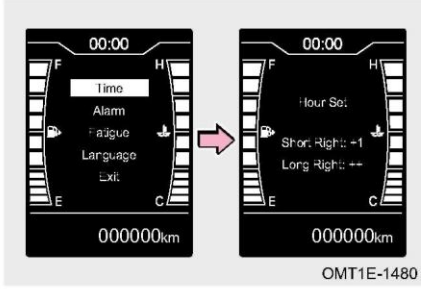 00:00
F H
Time
Alarm
Fatigue
Language
Exit
E C
000000km
00:00
F H
Hour Set
Short Right: +1
Long Right: ++
E C
000000km
OMT1E-1480